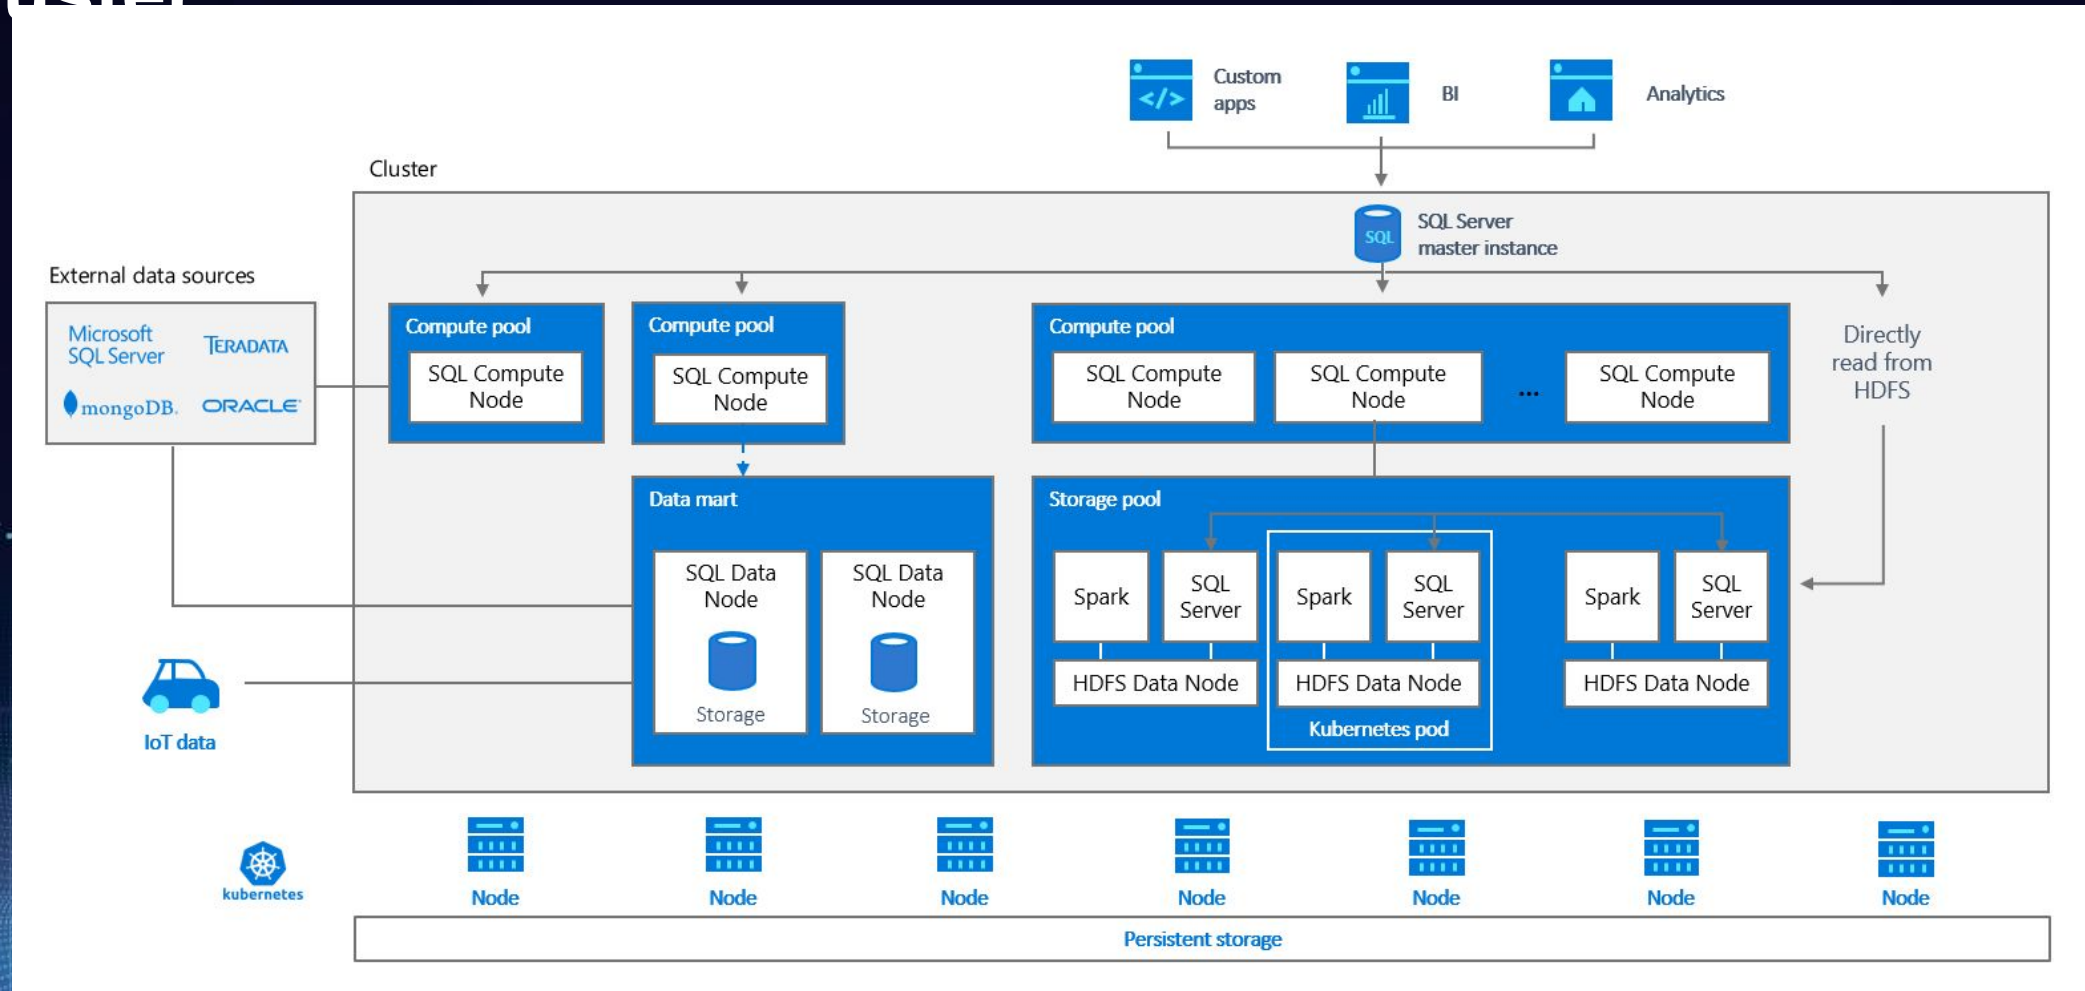 Custom
apps
BI
Analytics
</>
Cluster
SQL
SQL Server
master instance
External data sources
Microsoft
SQL Server
TERADATA
mongoDB.
ORACLE
Compute pool
SQL Compute
Node
Compute pool
SQL Compute
Node
Compute pool
SQL Compute
Node
SQL Compute
Node
...
SQL Compute
Node
Directly
read from
HDFS
Data mart
SQL Data
Node
Storage
SQL Data
Node
Storage
Storage pool
Spark
SQL
Server
HDFS Data Node
Spark
SQL
Server
HDFS Data Node
Kubernetes pod
Spark
SQL
Server
HDFS Data Node
IoT data
kubernetes
Node
Node
Node
Node
Node
Node
Node
Persistent storage